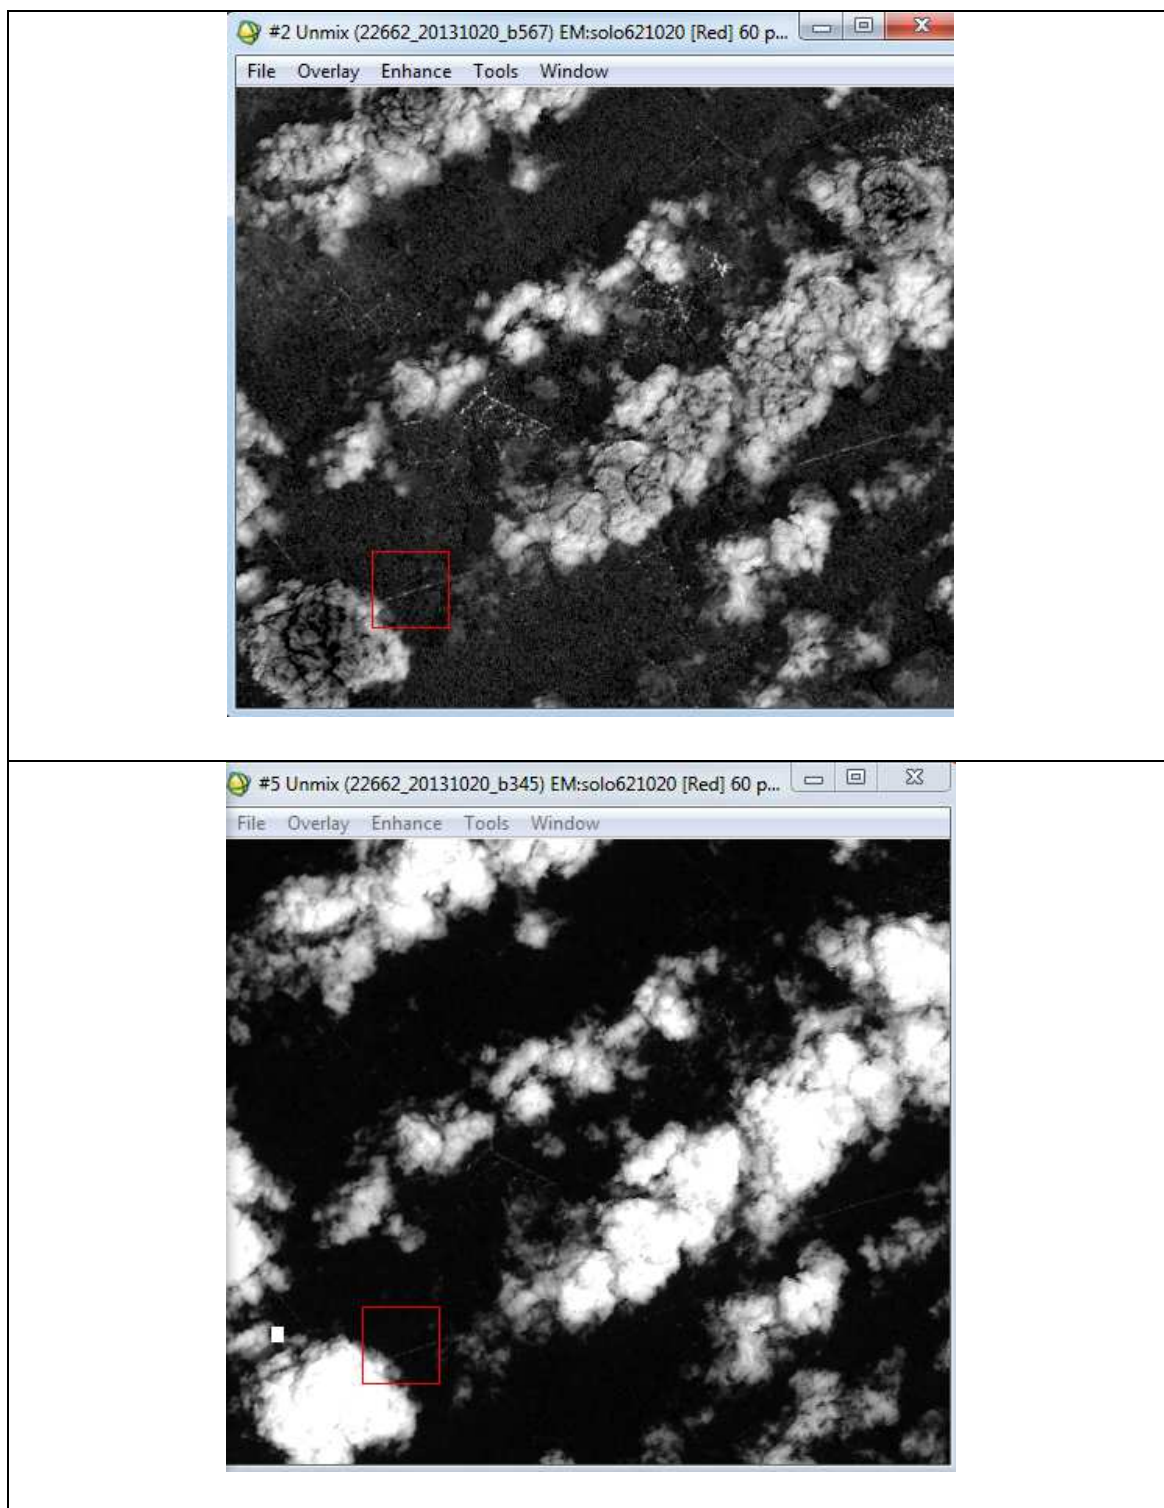 #2 Unmix (22662_20131020_b567) EM:solo621020 [Red] 60 p...
File Overlay Enhance Tools Window
#5 Unmix (22662_20131020_b345) EM:solo621020 [Red] 60 p...
File Overlay Enhance Tools Window